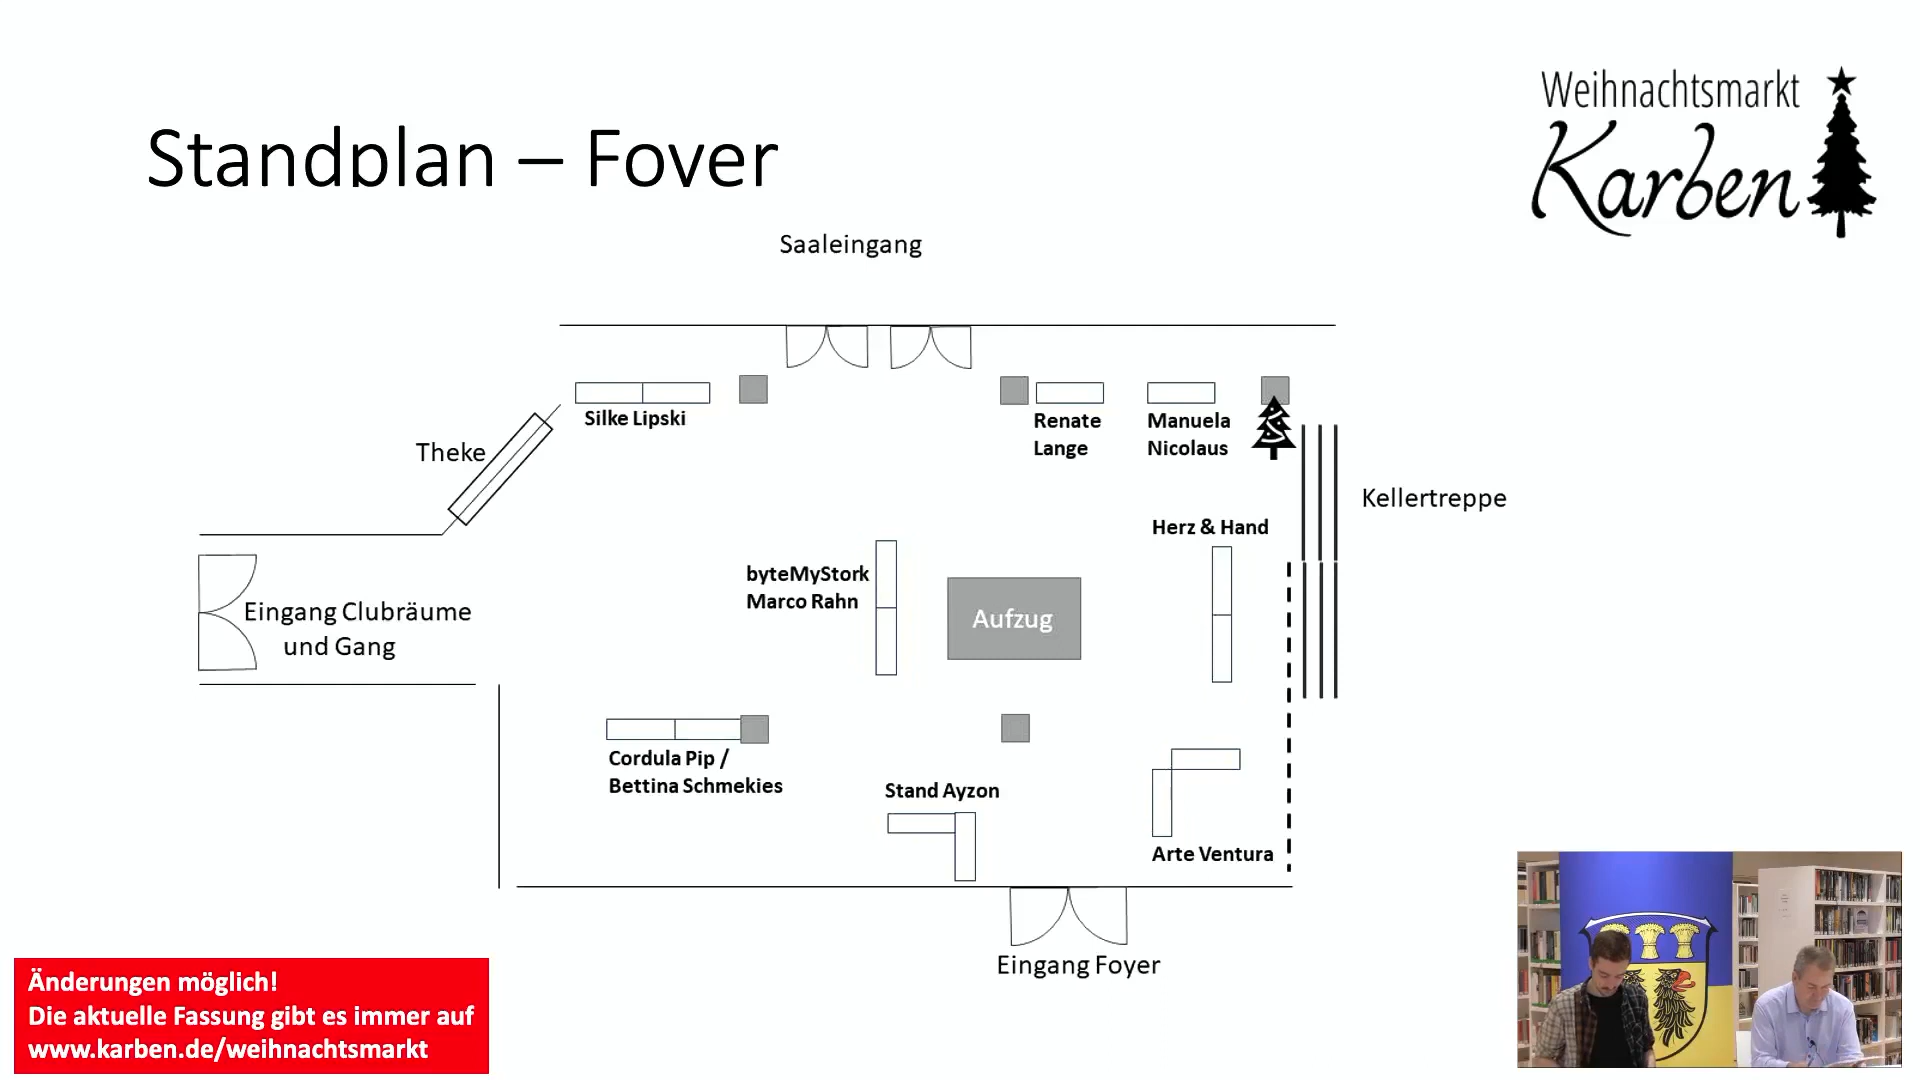 Weihnachtsmarkt
Karben
Standplan – Foyer
Saaleingang
Silke Lipski
Renate
Lange
Manuela
Nicolaus
Theke
Kellertreppe
Herz & Hand
byteMyStork
Marco Rahn
Aufzug
Eingang Clubräume
und Gang
Cordula Pip /
Bettina Schmekies
Stand Ayzon
Arte Ventura
Eingang Foyer
Änderungen möglich!
Die aktuelle Fassung gibt es immer auf
www.karben.de/weihnachtsmarkt